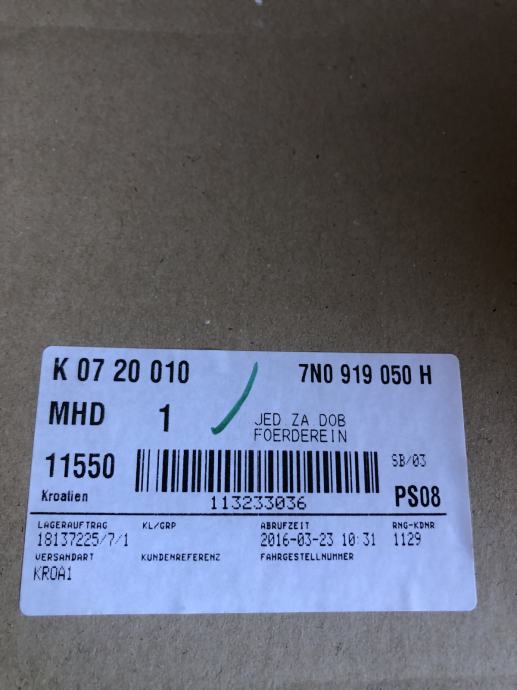 K 07 20 010
7N0 919 050 H
MHD
1
JED ZA DOB
FOERDEREIN
11550
SB/03
Kroatien
113233036
PS08
LAGERAUFTRAG
KL/GRP
ABRUFZEIT
RNG-KDNR
18137225/7/1
2016-03-23 10:31
1129
VERSANDART
KUNDENREFERENZ
FAHRGESTELLNUMMER
KROA1